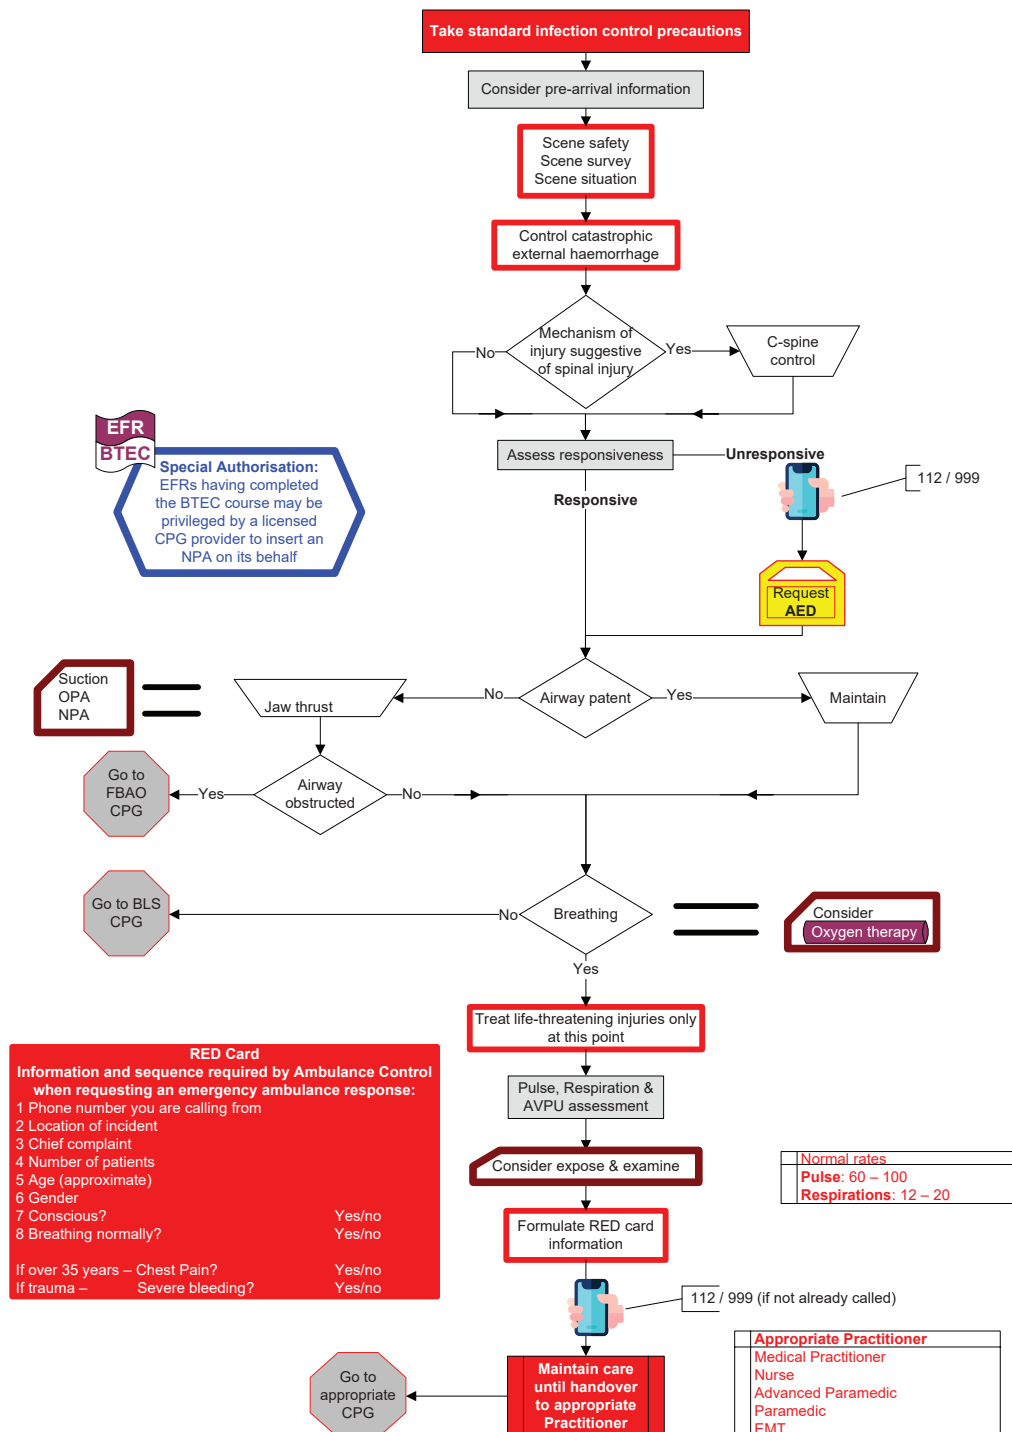 Take standard infection control precautions
Consider pre-arrival information
Scene safety
Scene survey
Scene situation
Control catastrophic
external haemorrhage
Mechanism of
injury suggestive
of spinal injury
No
Yes
C-spine
control
EFR
BTEC
Special Authorisation:
EFRs having completed
the BTEC course may be
privileged by a licensed
CPG provider to insert an
NPA on its behalf
Assess responsiveness
Unresponsive
Responsive
112 / 999
Request
AED
Suction
OPA
NPA
Jaw thrust
No
Airway patent
Yes
Maintain
Go to
FBAO
CPG
Yes
Airway
obstructed
No
Go to BLS
CPG
No
Breathing
Consider
Oxygen therapy
Yes
Treat life-threatening injuries only
at this point
RED Card
Information and sequence required by Ambulance Control
when requesting an emergency ambulance response:
1 Phone number you are calling from
2 Location of incident
3 Chief complaint
4 Number of patients
5 Age (approximate)
6 Gender
7 Conscious? Yes/no
8 Breathing normally? Yes/no
If over 35 years – Chest Pain? Yes/no
If trauma – Severe bleeding? Yes/no
Pulse, Respiration &
AVPU assessment
Consider expose & examine
Normal rates
Pulse: 60 – 100
Respirations: 12 – 20
Formulate RED card
information
112 / 999 (if not already called)
Go to
appropriate
CPG
Maintain care
until handover
to appropriate
Practitioner
Appropriate Practitioner
Medical Practitioner
Nurse
Advanced Paramedic
Paramedic
EMT